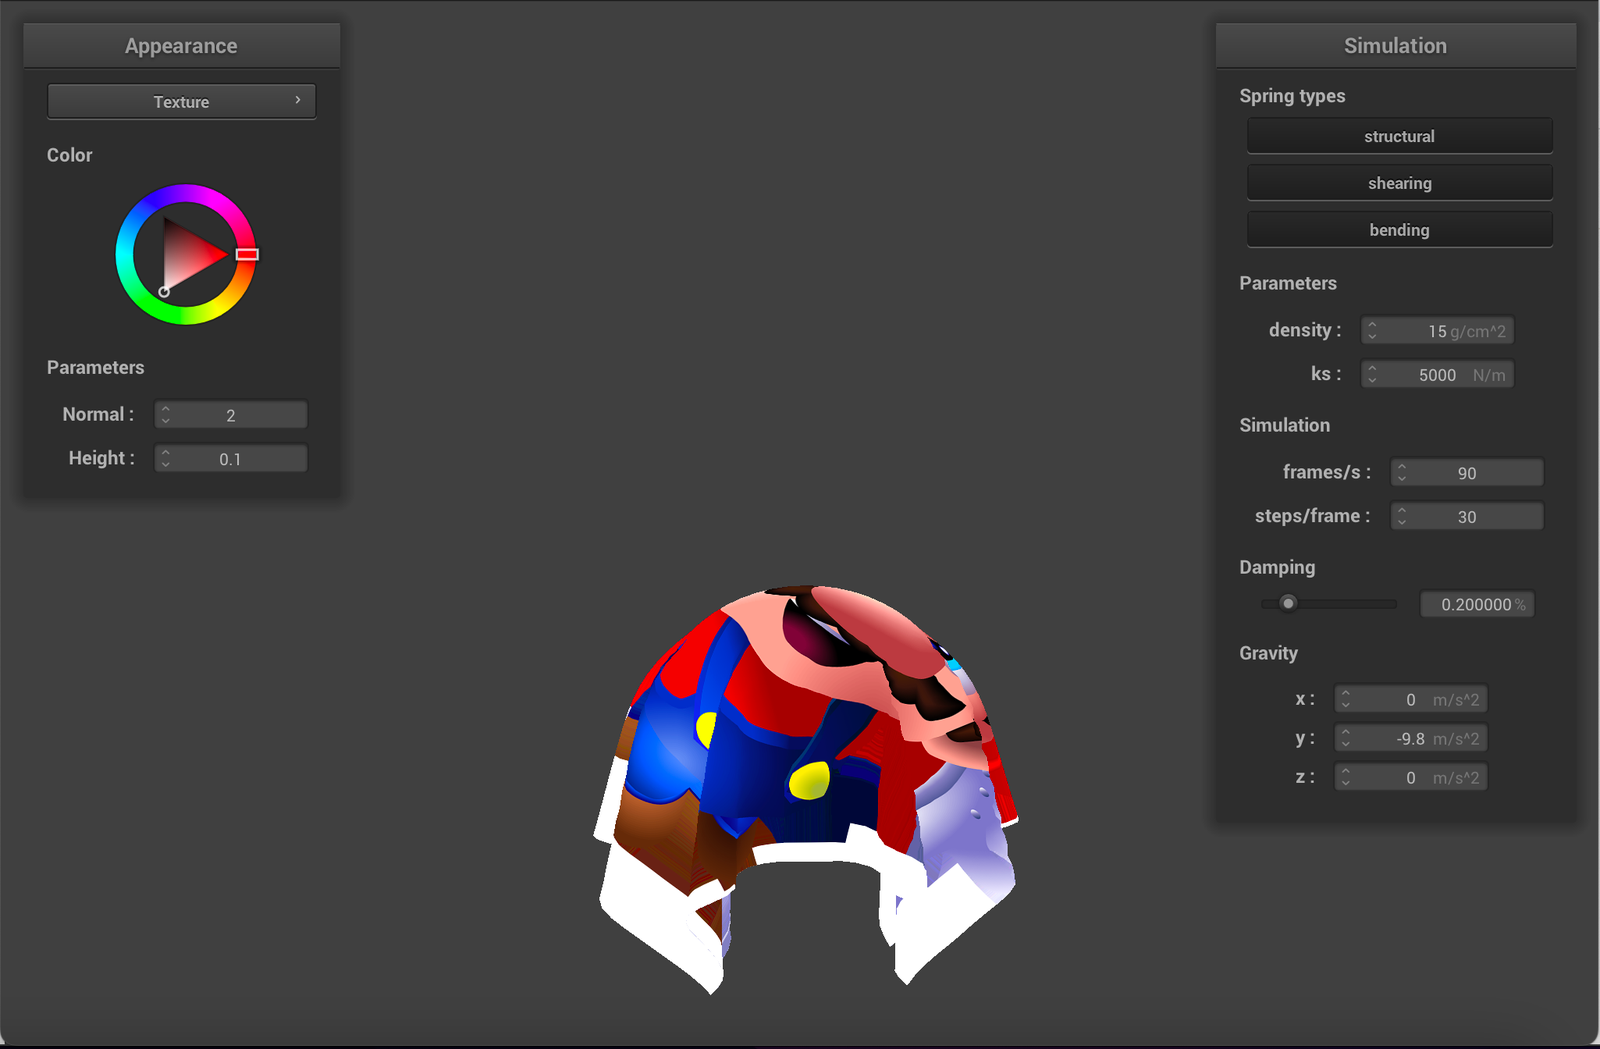 Appearance
Texture
Color
Parameters
Normal : 2
Height : 0.1
Simulation
Spring types
structural
shearing
bending
Parameters
density : 15 g/cm^2
ks : 5000 N/m
Simulation
frames/s : 90
steps/frame : 30
Damping
0.200000 %
Gravity
x : 0 m/s^2
y : -9.8 m/s^2
z : 0 m/s^2